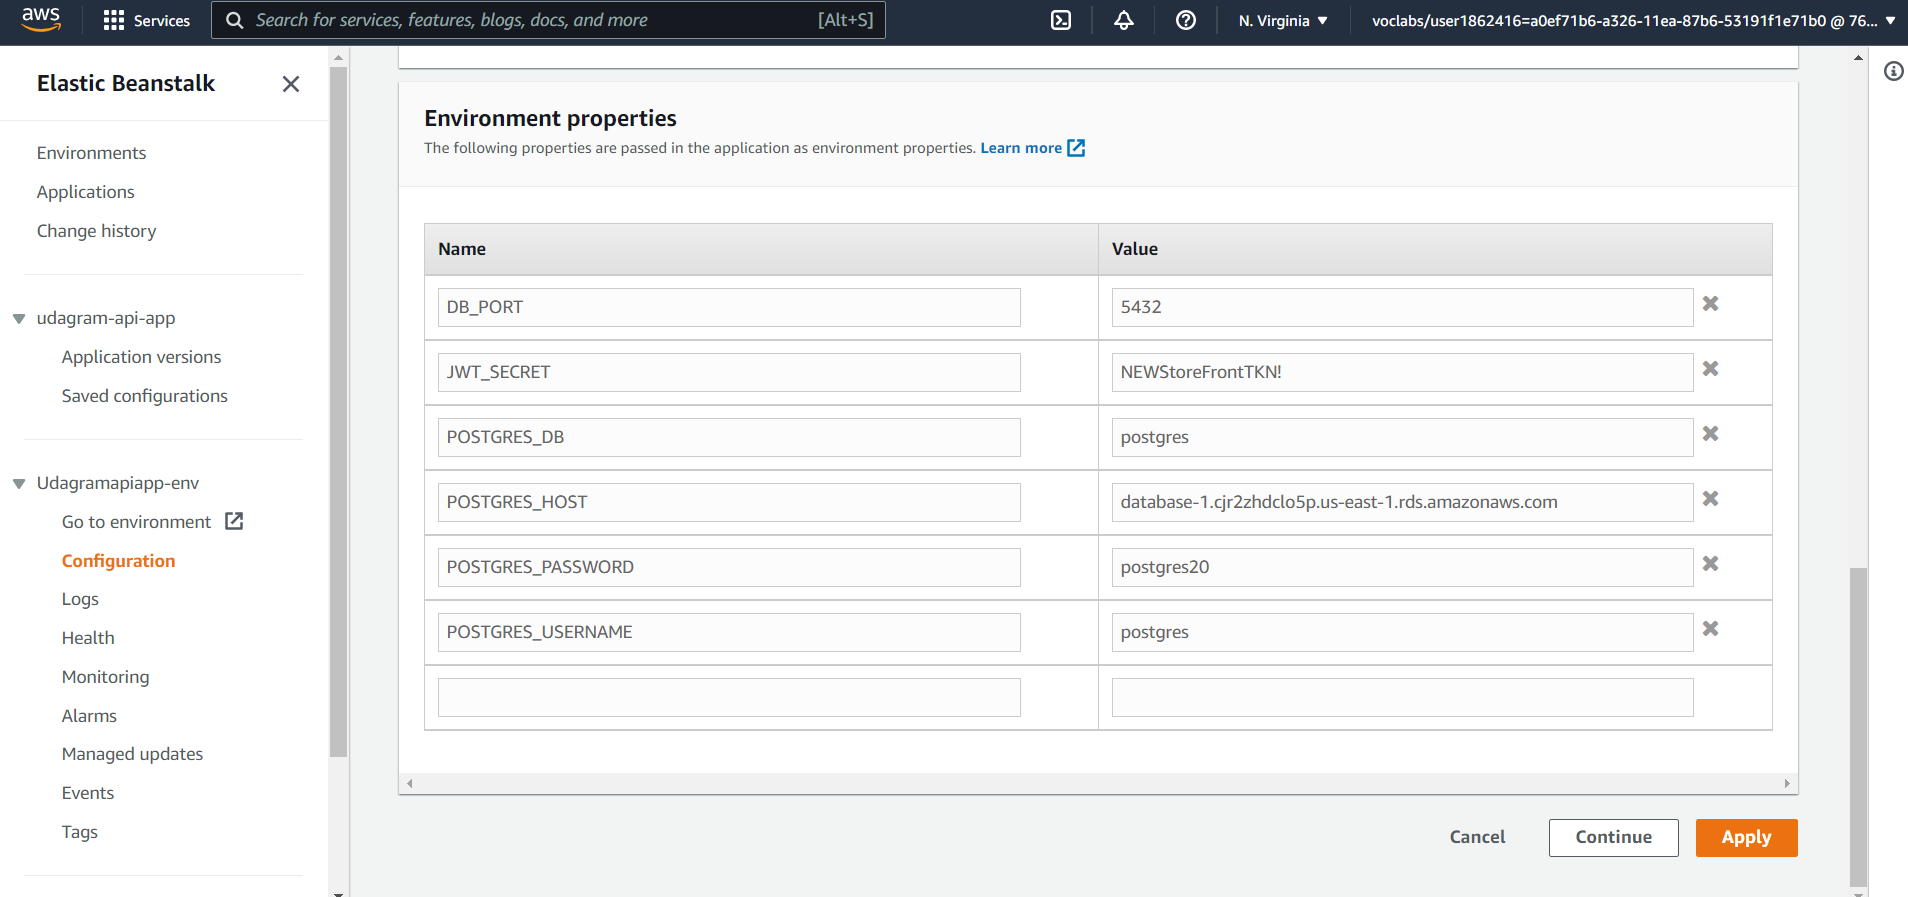 aws Services Search for services, features, blogs, docs, and more [Alt+S] N. Virginia voclabs/user1862416=a0ef71b6-a326-11ea-87b6-53191f1e71b0 @ 76...
Elastic Beanstalk
Environments
Applications
Change history
udagram-api-app
Application versions
Saved configurations
Udagramapiapp-env
Go to environment
Configuration
Logs
Health
Monitoring
Alarms
Managed updates
Events
Tags
Environment properties
The following properties are passed in the application as environment properties. Learn more
Name Value
DB_PORT 5432
JWT_SECRET NEWStoreFrontTKN!
POSTGRES_DB postgres
POSTGRES_HOST database-1.cjr2zhdclo5p.us-east-1.rds.amazonaws.com
POSTGRES_PASSWORD postgres20
POSTGRES_USERNAME postgres
Cancel Continue Apply